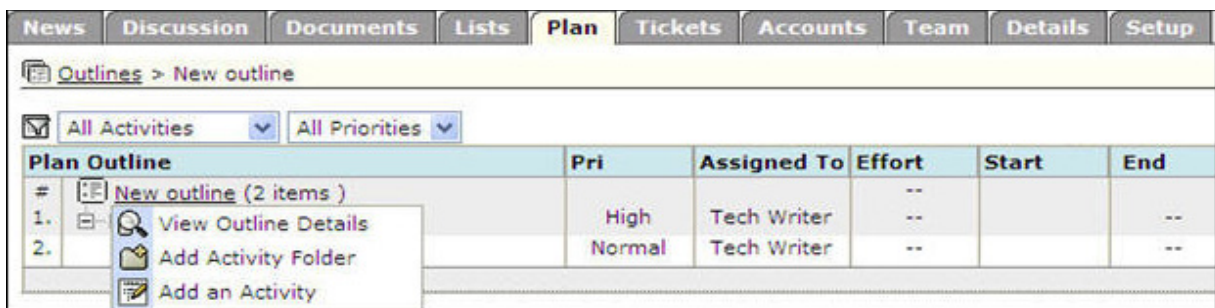 News Discussion Documents Lists Plan Tickets Accounts Team Details Setup
Outlines > New outline
All Activities All Priorities
Plan Outline Pri Assigned To Effort Start End
# New outline (2 items ) --
1. High Tech Writer -- --
View Outline Details
2. Normal Tech Writer -- --
Add Activity Folder
Add an Activity